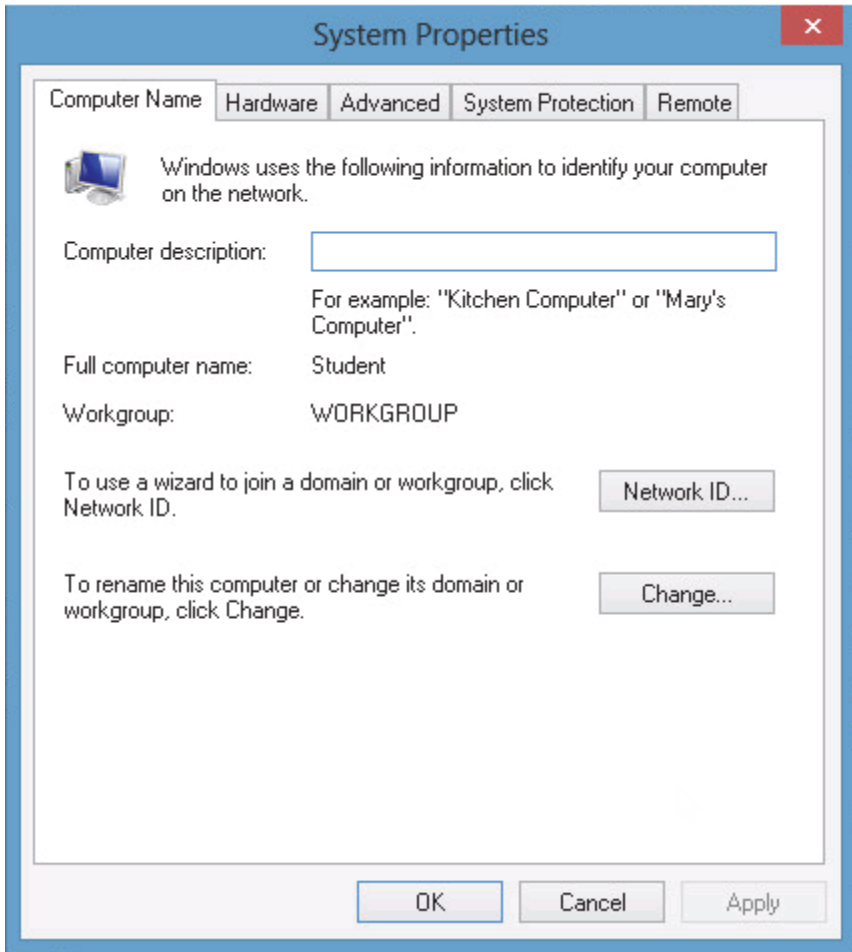 System Properties
Computer Name
Hardware
Advanced
System Protection
Remote
Windows uses the following information to identify your computer
on the network.
Computer description:
For example: "Kitchen Computer" or "Mary's
Computer".
Full computer name:
Student
Workgroup:
WORKGROUP
To use a wizard to join a domain or workgroup, click
Network ID.
Network ID...
To rename this computer or change its domain or
workgroup, click Change.
Change...
OK
Cancel
Apply